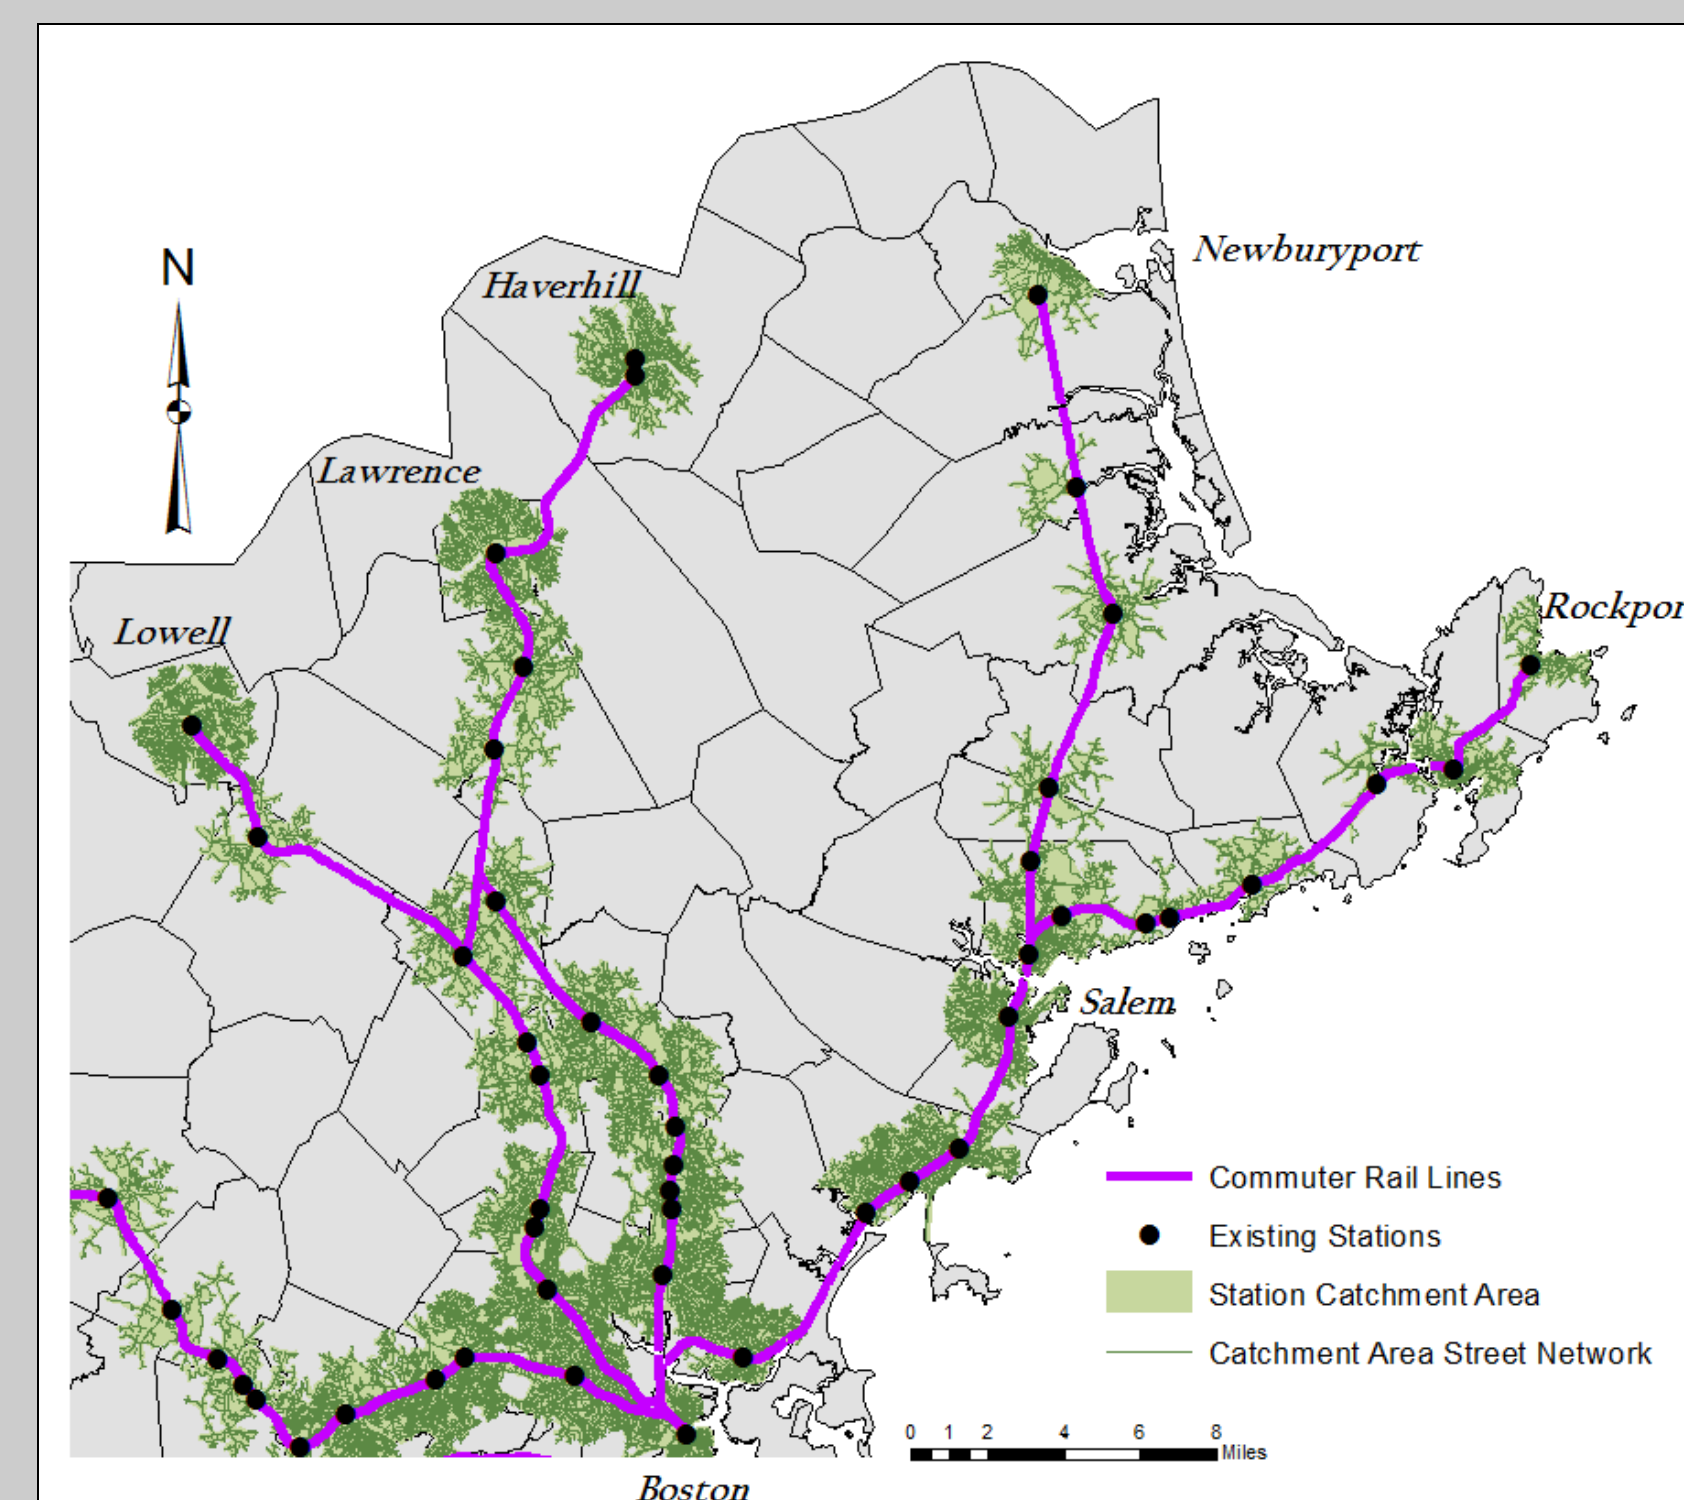 Newburyport
N
Haverhill
Lawrence
Rockpor
Lowell
Salem
Commuter Rail Lines
Existing Stations
Station Catchment Area
Catchment Area Street Network
0 1 2 4 6 8
Miles
Boston